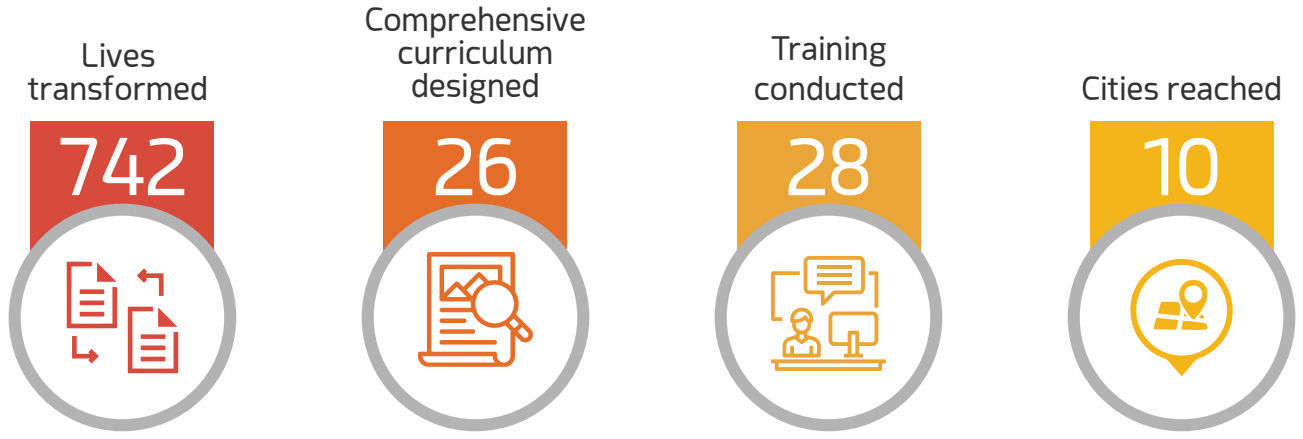 Lives
transformed
742
Comprehensive
curriculum
designed
26
Training
conducted
28
Cities reached
10